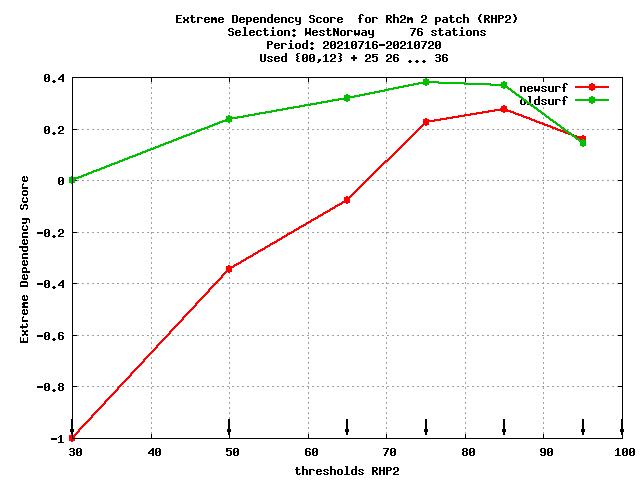 Extreme Dependency Score for Rh2m 2 patch (RHP2)
Selection: WestNorway 76 stations
Period: 20210716-20210720
Used {00,12} + 25 26 ... 36
newsurf
oldsurf
0.4
0.2
0
-0.2
-0.4
-0.6
-0.8
-1
Extreme Dependency Score
30 40 50 60 70 80 90 100
thresholds RHP2